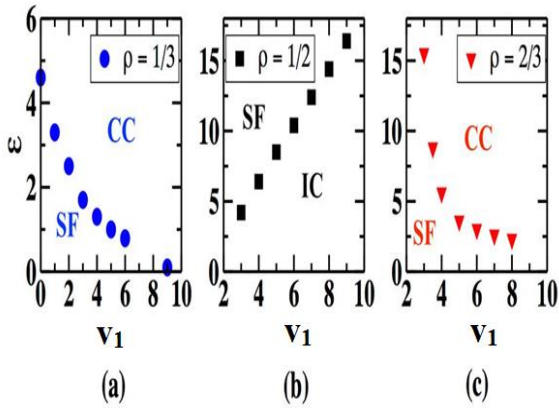 ρ = 1/3
CC
SF
ε
6
4
2
0
0 2 4 6 8 10
v₁
(a)
ρ = 1/2
SF
IC
15
10
5
0
2 4 6 8 10
v₁
(b)
ρ = 2/3
CC
SF
15
10
5
0
2 4 6 8 10
v₁
(c)